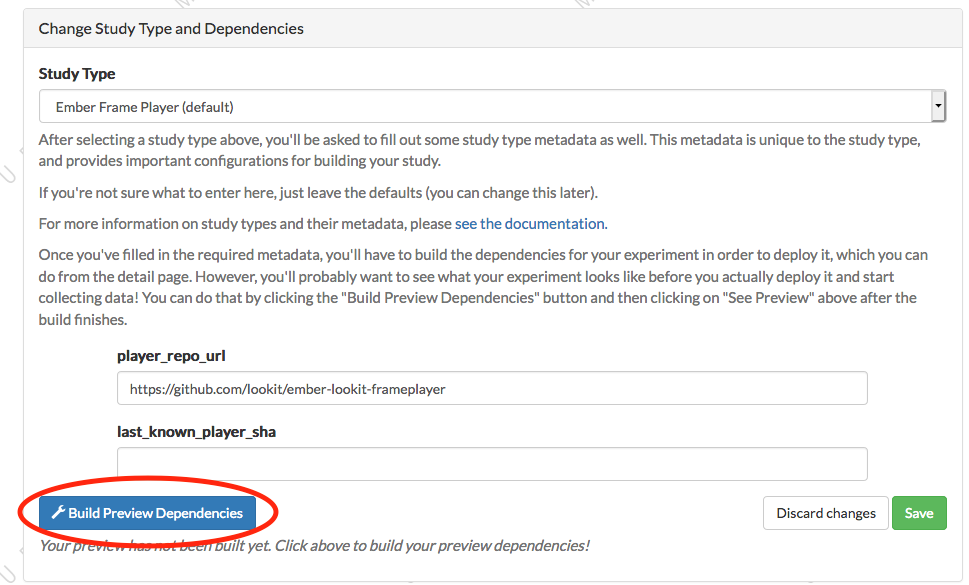 Change Study Type and Dependencies
Study Type
Ember Frame Player (default)
After selecting a study type above, you'll be asked to fill out some study type metadata as well. This metadata is unique to the study type,
and provides important configurations for building your study.
If you're not sure what to enter here, just leave the defaults (you can change this later).
For more information on study types and their metadata, please see the documentation.
Once you've filled in the required metadata, you'll have to build the dependencies for your experiment in order to deploy it, which you can
do from the detail page. However, you'll probably want to see what your experiment looks like before you actually deploy it and start
collecting data! You can do that by clicking the "Build Preview Dependencies" button and then clicking on "See Preview" above after the
build finishes.
player_repo_url
https://github.com/lookit/ember-lookit-frameplayer
last_known_player_sha
Build Preview Dependencies
Discard changes
Save
Your preview has not been built yet. Click above to build your preview dependencies!